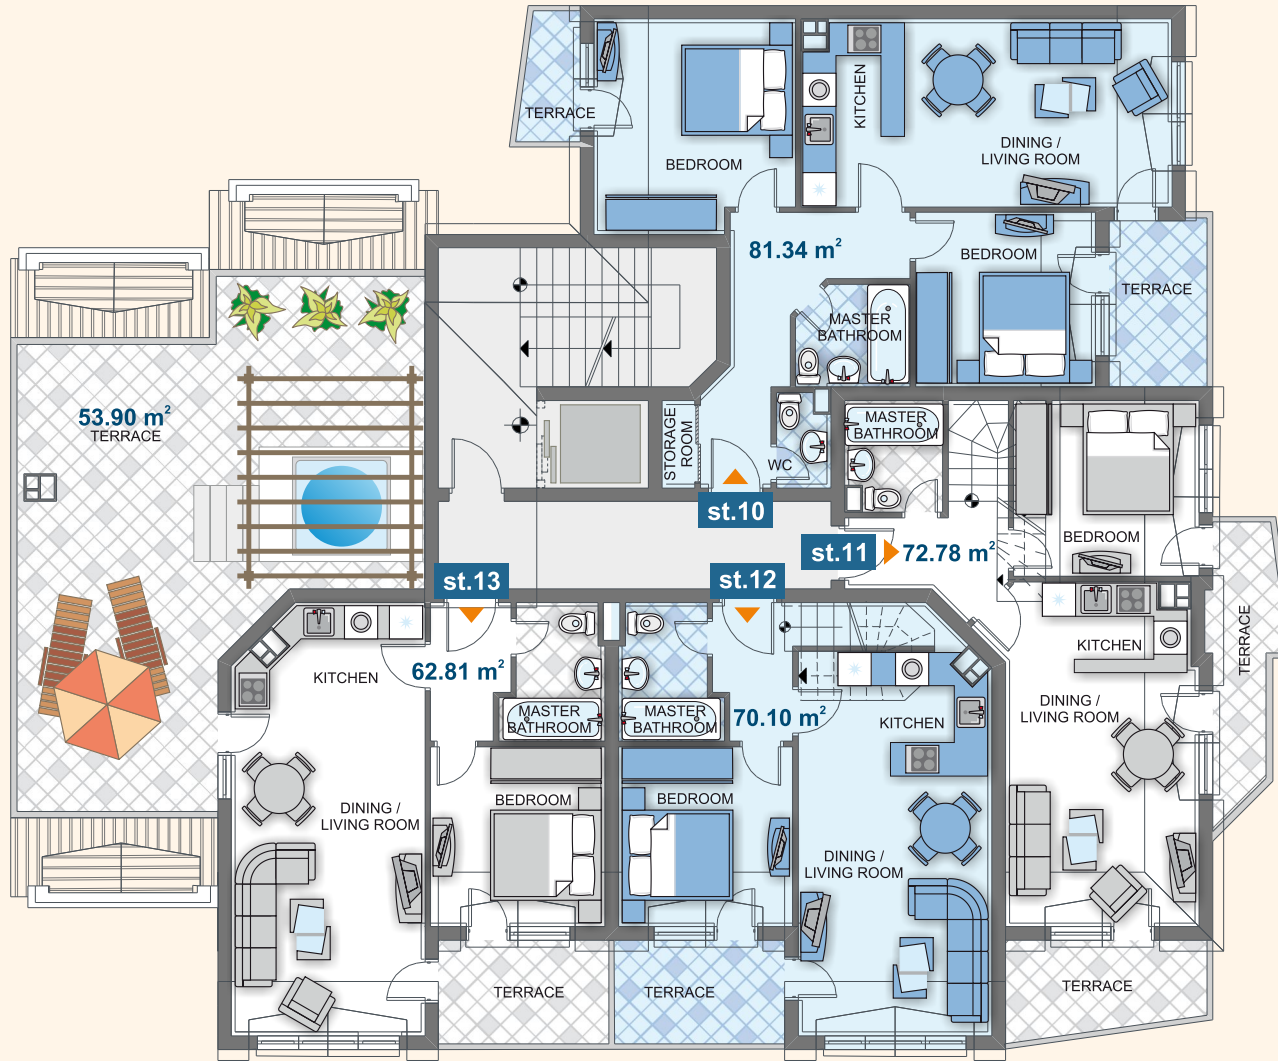 TERRACE
BEDROOM
KITCHEN
DINING /
LIVING ROOM
81.34 m²
BEDROOM
TERRACE
MASTER
BATHROOM
53.90 m²
TERRACE
STORAGE
ROOM
WC
MASTER
BATHROOM
st.10
st.11
72.78 m²
BEDROOM
st.13
st.12
TERRACE
KITCHEN
62.81 m²
KITCHEN
MASTER
BATHROOM
MASTER
BATHROOM
70.10 m²
KITCHEN
DINING /
LIVING ROOM
BEDROOM
BEDROOM
DINING /
LIVING ROOM
DINING /
LIVING ROOM
TERRACE
TERRACE
TERRACE